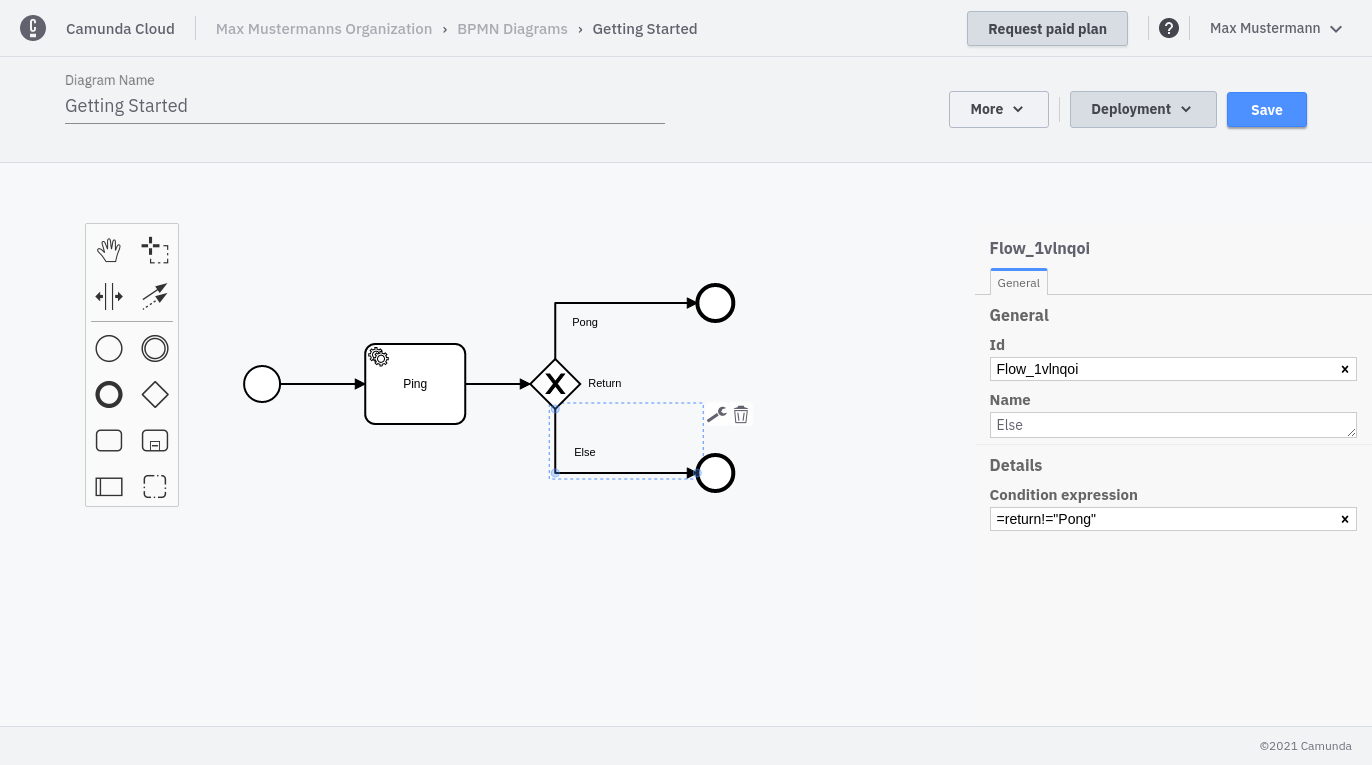 Camunda Cloud
Max Mustermanns Organization › BPMN Diagrams › Getting Started
Request paid plan
?
Max Mustermann
Diagram Name
Getting Started
More
Deployment
Save
Pong
Ping
X
Return
Else
Flow_1vlnqoi
General
General
Id
Flow_1vlnqoi ×
Name
Else
Details
Condition expression
=return!="Pong" ×
©2021 Camunda